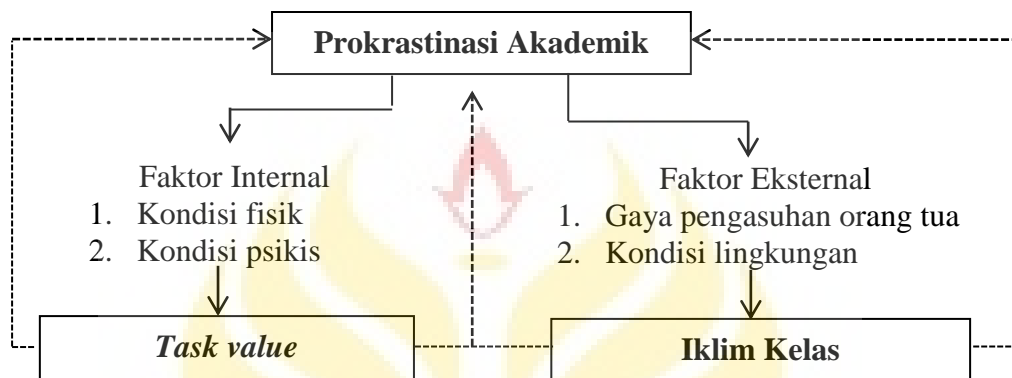 Prokrastinasi Akademik
Faktor Internal
1. Kondisi fisik
2. Kondisi psikis
Faktor Eksternal
1. Gaya pengasuhan orang tua
2. Kondisi lingkungan
Task value
Iklim Kelas